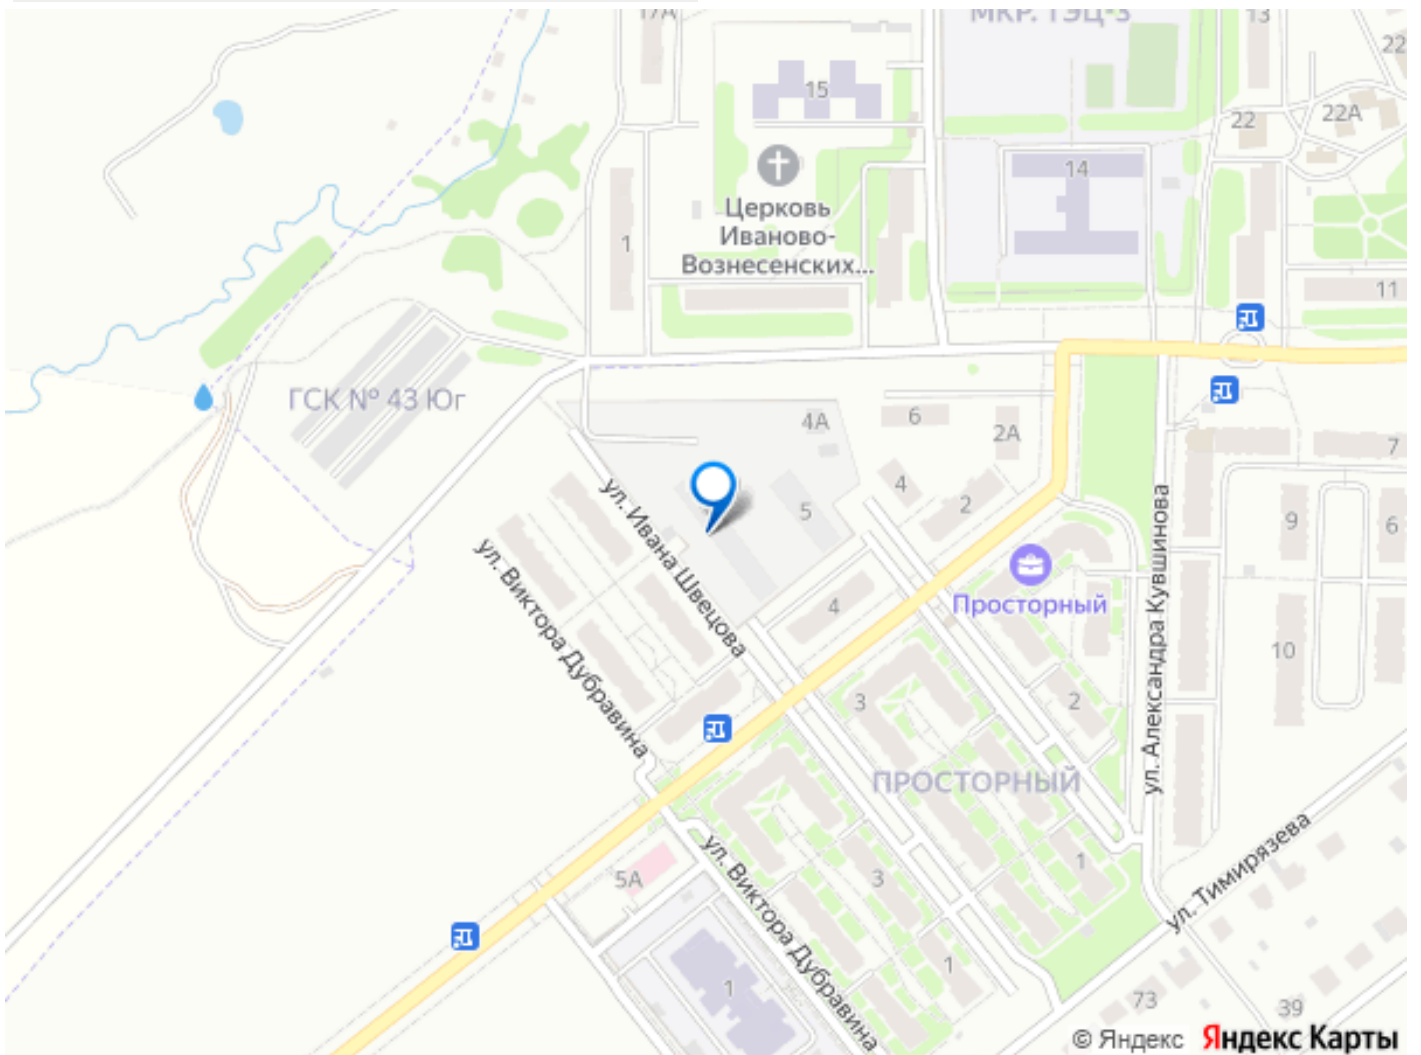 17А
МКР. ТЭЦ-3
13
22
15
22
22А
14
Церковь
Иваново-
Вознесенских...
1
11
ГСК № 43 Юг
4А
6
2А
7
4
2
5
9
6
ул. Ивана Швецова
ул. Виктора Дубравина
ул. Александра Кувшинова
Просторный
4
10
3
2
ПРОСТОРНЫЙ
ул. Тимирязева
5А
ул. Виктора Дубравина
3
1
1
1
73
39
© Яндекс Яндекс Карты